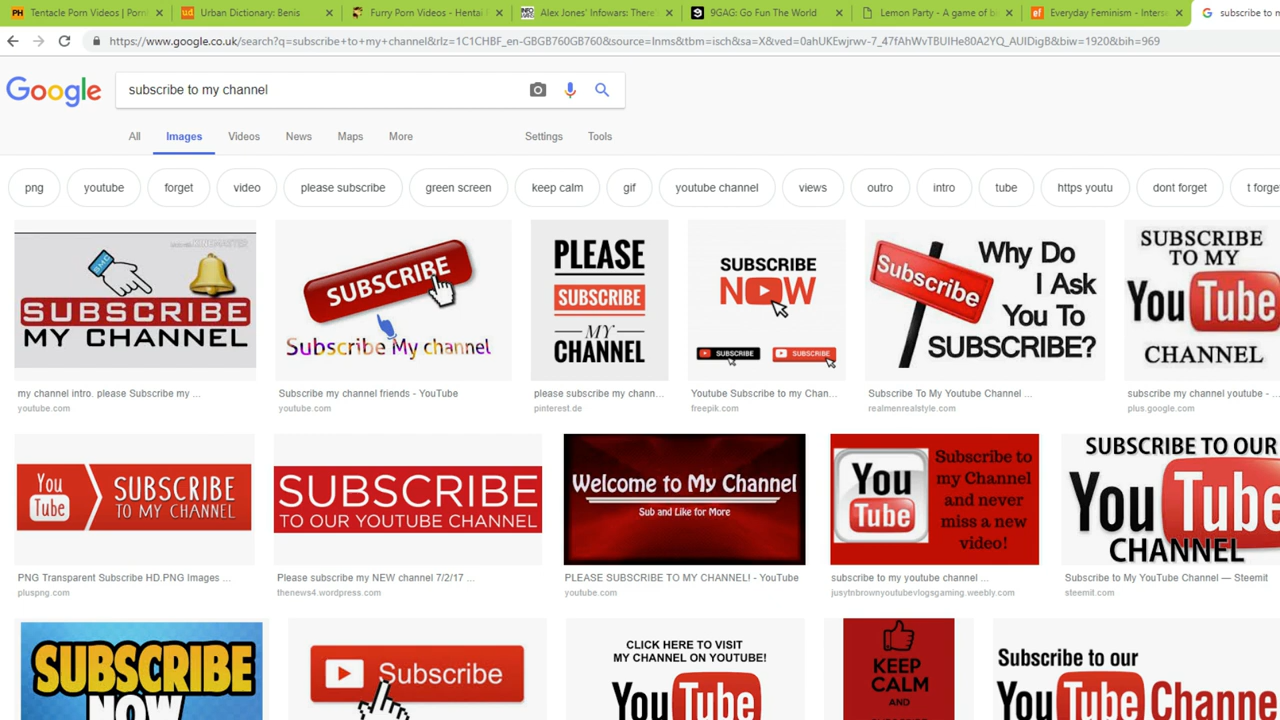 Tentacle Porn Videos | Porn
Urban Dictionary: Benis
Furry Porn Videos - Hentai
Alex Jones' Infowars: There'
9GAG: Go Fun The World
Lemon Party - A game of b
Everyday Feminism - Inters
subscribe to m
https://www.google.co.uk/search?q=subscribe+to+my+channel&rlz=1C1CHBF_en-GBGB760GB760&source=lnms&tbm=isch&sa=X&ved=0ahUKEwjrwv-7_47fAhWvTBUIHe80A2YQ_AUIDigB&biw=1920&bih=969
Google
subscribe to my channel
All Images Videos News Maps More Settings Tools
png youtube forget video please subscribe green screen keep calm gif youtube channel views outro intro tube https youtu dont forget t forge
SUBSCRIBE
MY CHANNEL
SUBSCRIBE
Subscribe My channel
PLEASE
SUBSCRIBE
MY
CHANNEL
SUBSCRIBE
NOW
SUBSCRIBE
SUBSCRIBE
Subscribe
Why Do
I Ask
You To
SUBSCRIBE?
SUBSCRIBE
TO MY
YouTube
CHANNEL
my channel intro. please Subscribe my ...
youtube.com
Subscribe my channel friends - YouTube
youtube.com
please subscribe my chann...
pinterest.de
Youtube Subscribe to my Chan...
freepik.com
Subscribe To My Youtube Channel ...
realmenrealstyle.com
subscribe my channel youtube - ...
plus.google.com
You
Tube
SUBSCRIBE
TO MY CHANNEL
SUBSCRIBE
TO OUR YOUTUBE CHANNEL
Welcome to My Channel
Sub and Like for More
You
Tube
Subscribe to
my Channel
and never
miss a new
video!
SUBSCRIBE TO OUR
YouTube
CHANNEL
PNG Transparent Subscribe HD.PNG Images ...
pluspng.com
Please subscribe my NEW channel 7/2/17 ...
thenews4.wordpress.com
PLEASE SUBSCRIBE TO MY CHANNEL! - YouTube
youtube.com
subscribe to my youtube channel ...
jusytnbrownyoutubevlogsgaming.weebly.com
Subscribe to My YouTube Channel — Steemit
steemit.com
SUBSCRIBE
NOW
Subscribe
CLICK HERE TO VISIT
MY CHANNEL ON YOUTUBE!
YouTube
KEEP
CALM
AND
Subscribe to our
YouTube Channe